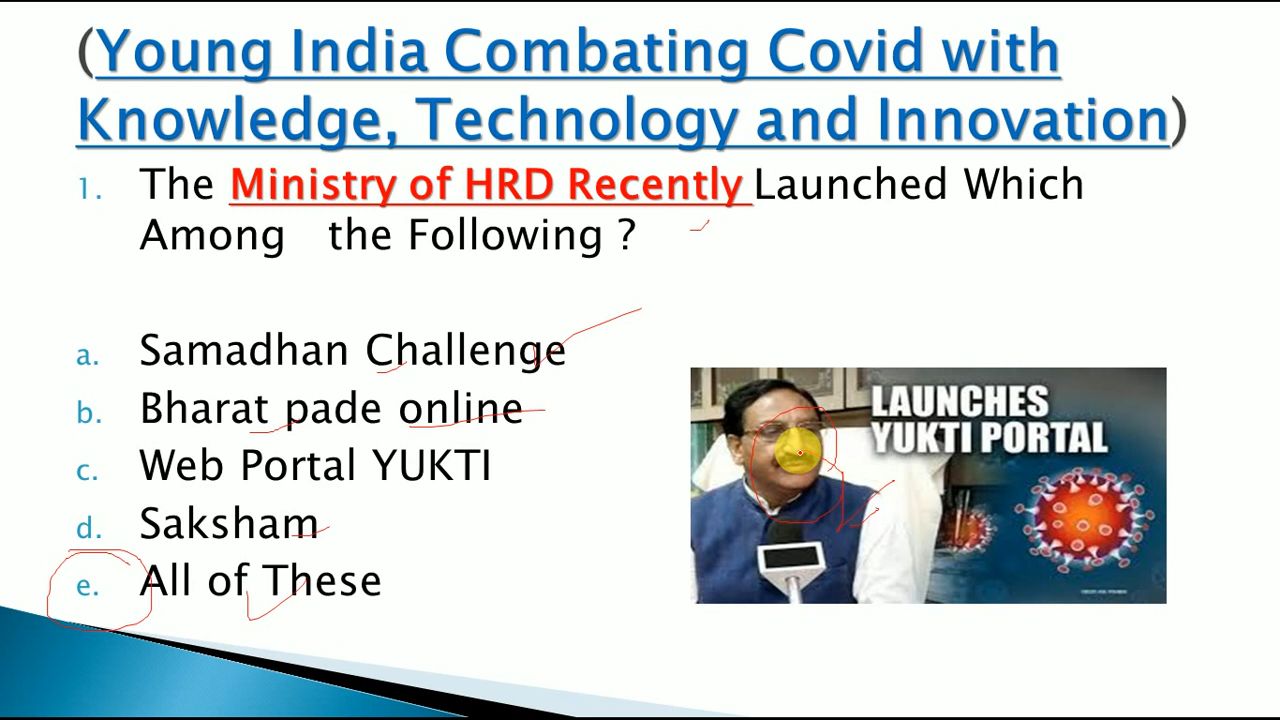 (Young India Combating Covid with
Knowledge, Technology and Innovation)
1. The Ministry of HRD Recently Launched Which
Among the Following ?
a. Samadhan Challenge
b. Bharat pade online
c. Web Portal YUKTI
d. Saksham
e. All of These
LAUNCHES
YUKTI PORTAL